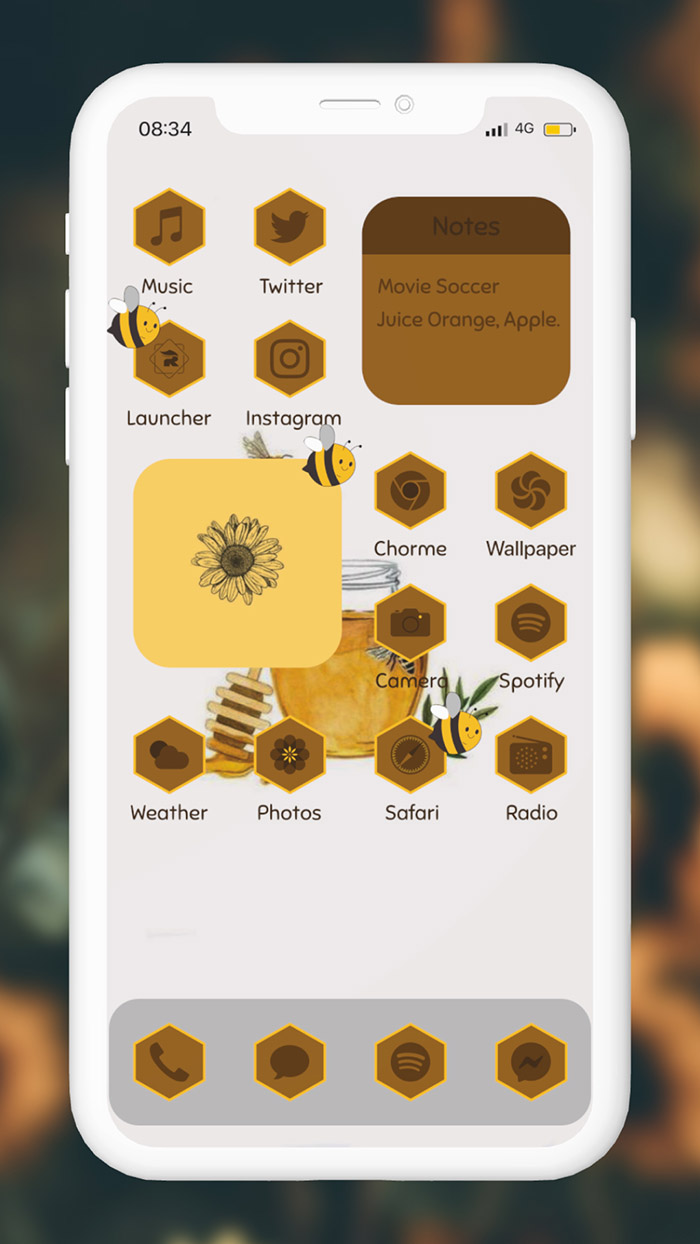 08:34
4G
Music
Twitter
Notes
Movie Soccer
Juice Orange, Apple.
Launcher
Instagram
Chorme
Wallpaper
Camera
Spotify
Weather
Photos
Safari
Radio